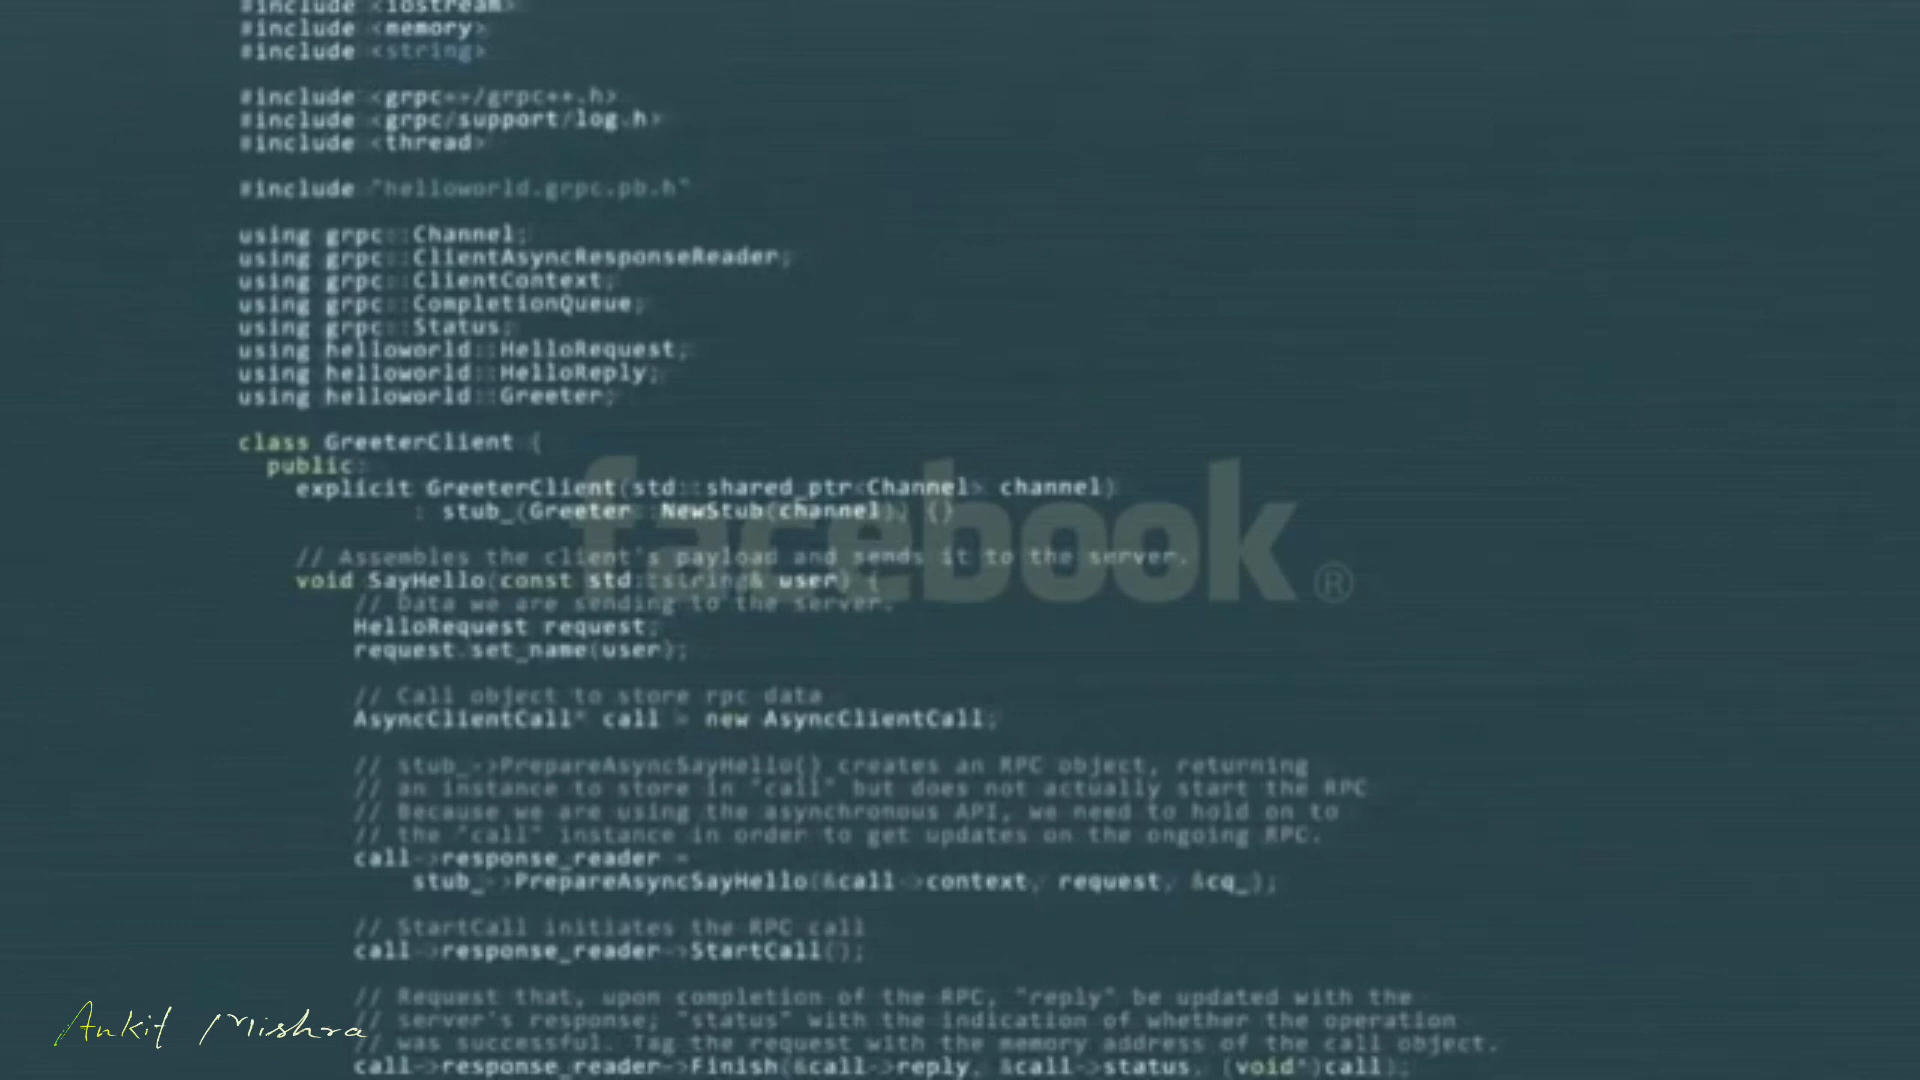 #include <iostream>
#include <memory>
#include <string>
#include <grpc++/grpc++.h>
#include <grpc/support/log.h>
#include <thread>
#include "helloworld.grpc.pb.h"
using grpc::Channel;
using grpc::ClientAsyncResponseReader;
using grpc::ClientContext;
using grpc::CompletionQueue;
using grpc::Status;
using helloworld::HelloRequest;
using helloworld::HelloReply;
using helloworld::Greeter;
class GreeterClient {
public:
explicit GreeterClient(std::shared_ptr<Channel> channel)
: stub_(Greeter::NewStub(channel)) {}
facebook®
// Assembles the client's payload and sends it to the server.
void SayHello(const std::string& user) {
// Data we are sending to the server.
HelloRequest request;
request.set_name(user);
// Call object to store rpc data
AsyncClientCall* call = new AsyncClientCall;
// stub_->PrepareAsyncSayHello() creates an RPC object, returning
// an instance to store in "call" but does not actually start the RPC
// Because we are using the asynchronous API, we need to hold on to
// the "call" instance in order to get updates on the ongoing RPC.
call->response_reader =
stub_->PrepareAsyncSayHello(&call->context, request, &cq_);
// StartCall initiates the RPC call
call->response_reader->StartCall();
// Request that, upon completion of the RPC, "reply" be updated with the
// server's response; "status" with the indication of whether the operation
// was successful. Tag the request with the memory address of the call object.
call->response_reader->Finish(&call->reply, &call->status, (void*)call);
Ankit Mishra